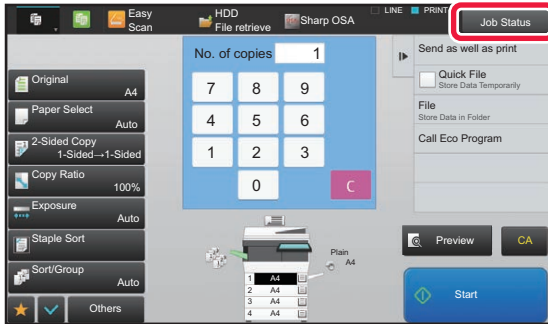 Easy
Scan
HDD
File retrieve
Sharp OSA
LINE
PRINT
Job Status
No. of copies
1
7 8 9
4 5 6
1 2 3
0 C
Original
A4
Paper Select
Auto
2-Sided Copy
1-Sided→1-Sided
Copy Ratio
100%
Exposure
Auto
Staple Sort
Sort/Group
Auto
Others
Plain
A4
1 A4
2 A4
3 A4
4 A4
Send as well as print
Quick File
Store Data Temporarily
File
Store Data in Folder
Call Eco Program
Preview
CA
Start